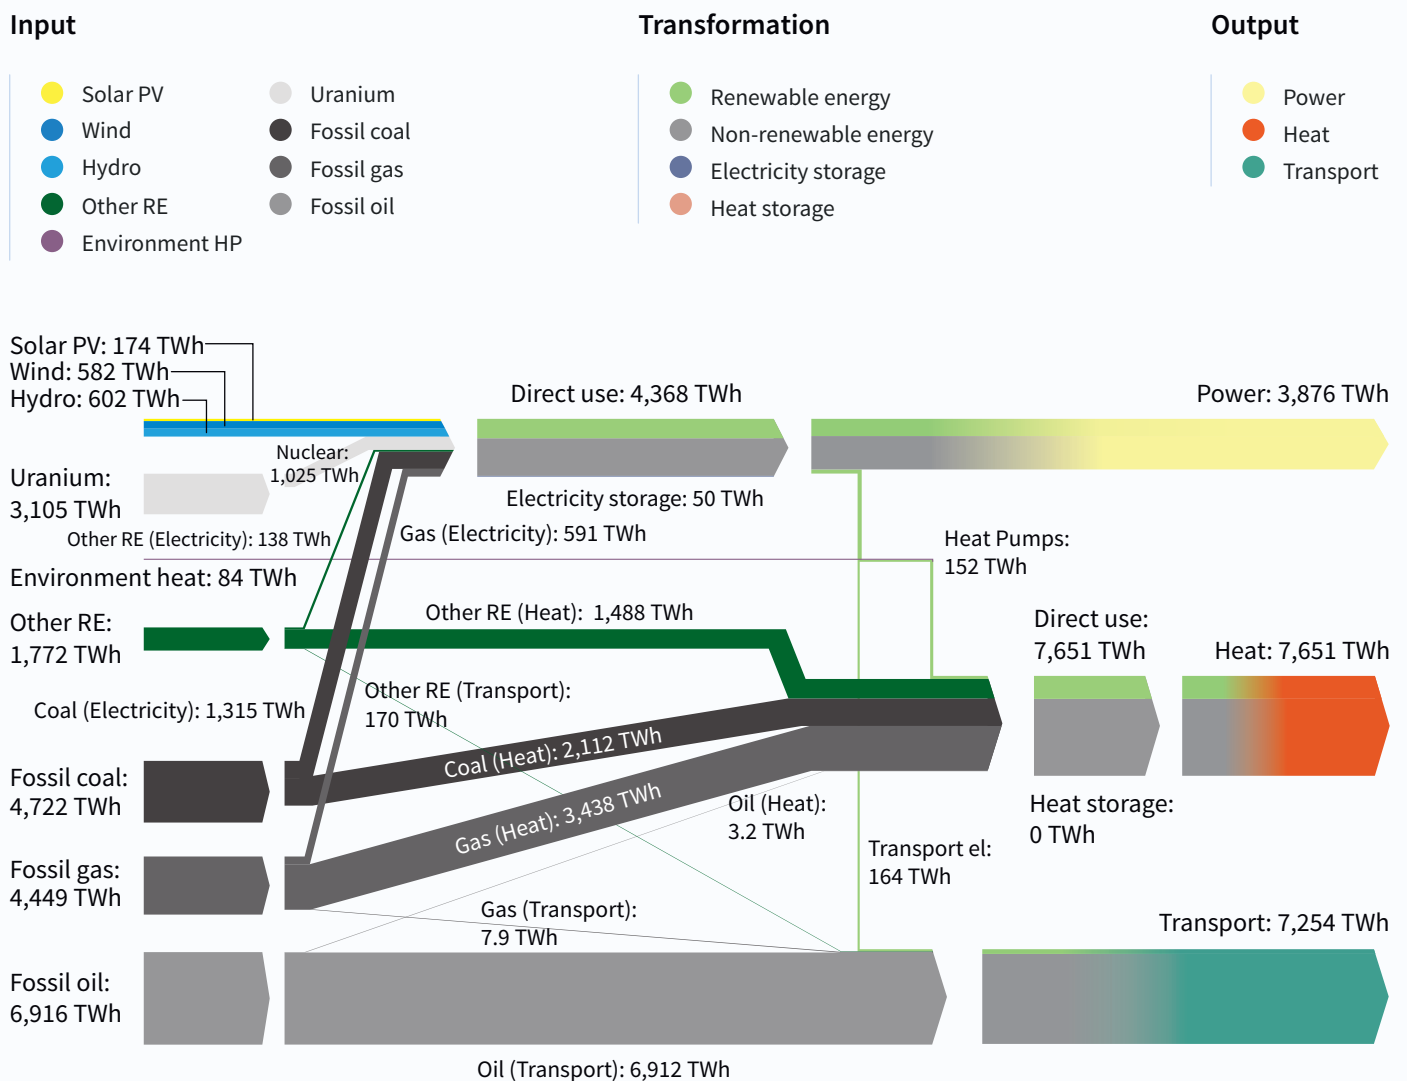 Input
Solar PV
Wind
Hydro
Other RE
Environment HP
Uranium
Fossil coal
Fossil gas
Fossil oil
Transformation
Renewable energy
Non-renewable energy
Electricity storage
Heat storage
Output
Power
Heat
Transport
Solar PV: 174 TWh
Wind: 582 TWh
Hydro: 602 TWh
Direct use: 4,368 TWh
Power: 3,876 TWh
Nuclear:
1,025 TWh
Uranium:
3,105 TWh
Electricity storage: 50 TWh
Other RE (Electricity): 138 TWh
Gas (Electricity): 591 TWh
Heat Pumps:
152 TWh
Environment heat: 84 TWh
Other RE:
1,772 TWh
Other RE (Heat): 1,488 TWh
Direct use:
7,651 TWh
Heat: 7,651 TWh
Other RE (Transport):
170 TWh
Coal (Electricity): 1,315 TWh
Coal (Heat): 2,112 TWh
Fossil coal:
4,722 TWh
Gas (Heat): 3,438 TWh
Oil (Heat):
3.2 TWh
Heat storage:
0 TWh
Transport el:
164 TWh
Fossil gas:
4,449 TWh
Gas (Transport):
7.9 TWh
Transport: 7,254 TWh
Fossil oil:
6,916 TWh
Oil (Transport): 6,912 TWh